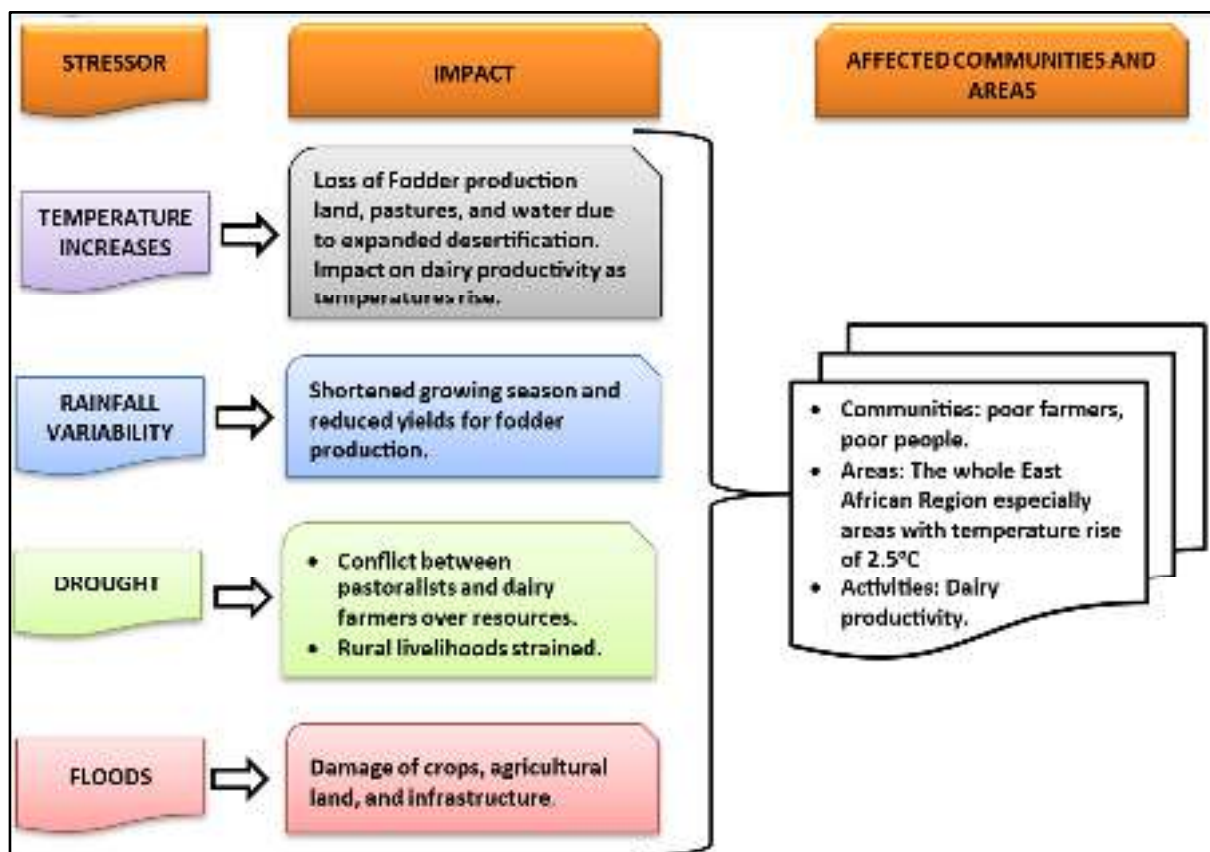 STRESSOR
IMPACT
AFFECTED COMMUNITIES AND
AREAS
TEMPERATURE
INCREASES
Loss of Fodder production
land, pastures, and water due
to expanded desertification.
Impact on dairy productivity as
temperatures rise.
RAINFALL
VARIABILITY
Shortened growing season and
reduced yields for fodder
production.
DROUGHT
• Conflict between
pastoralists and dairy
farmers over resources.
• Rural livelihoods strained.
FLOODS
Damage of crops, agricultural
land, and infrastructure.
• Communities: poor farmers,
poor people.
• Areas: The whole East
African Region especially
areas with temperature rise
of 2.5°C
• Activities: Dairy
productivity.